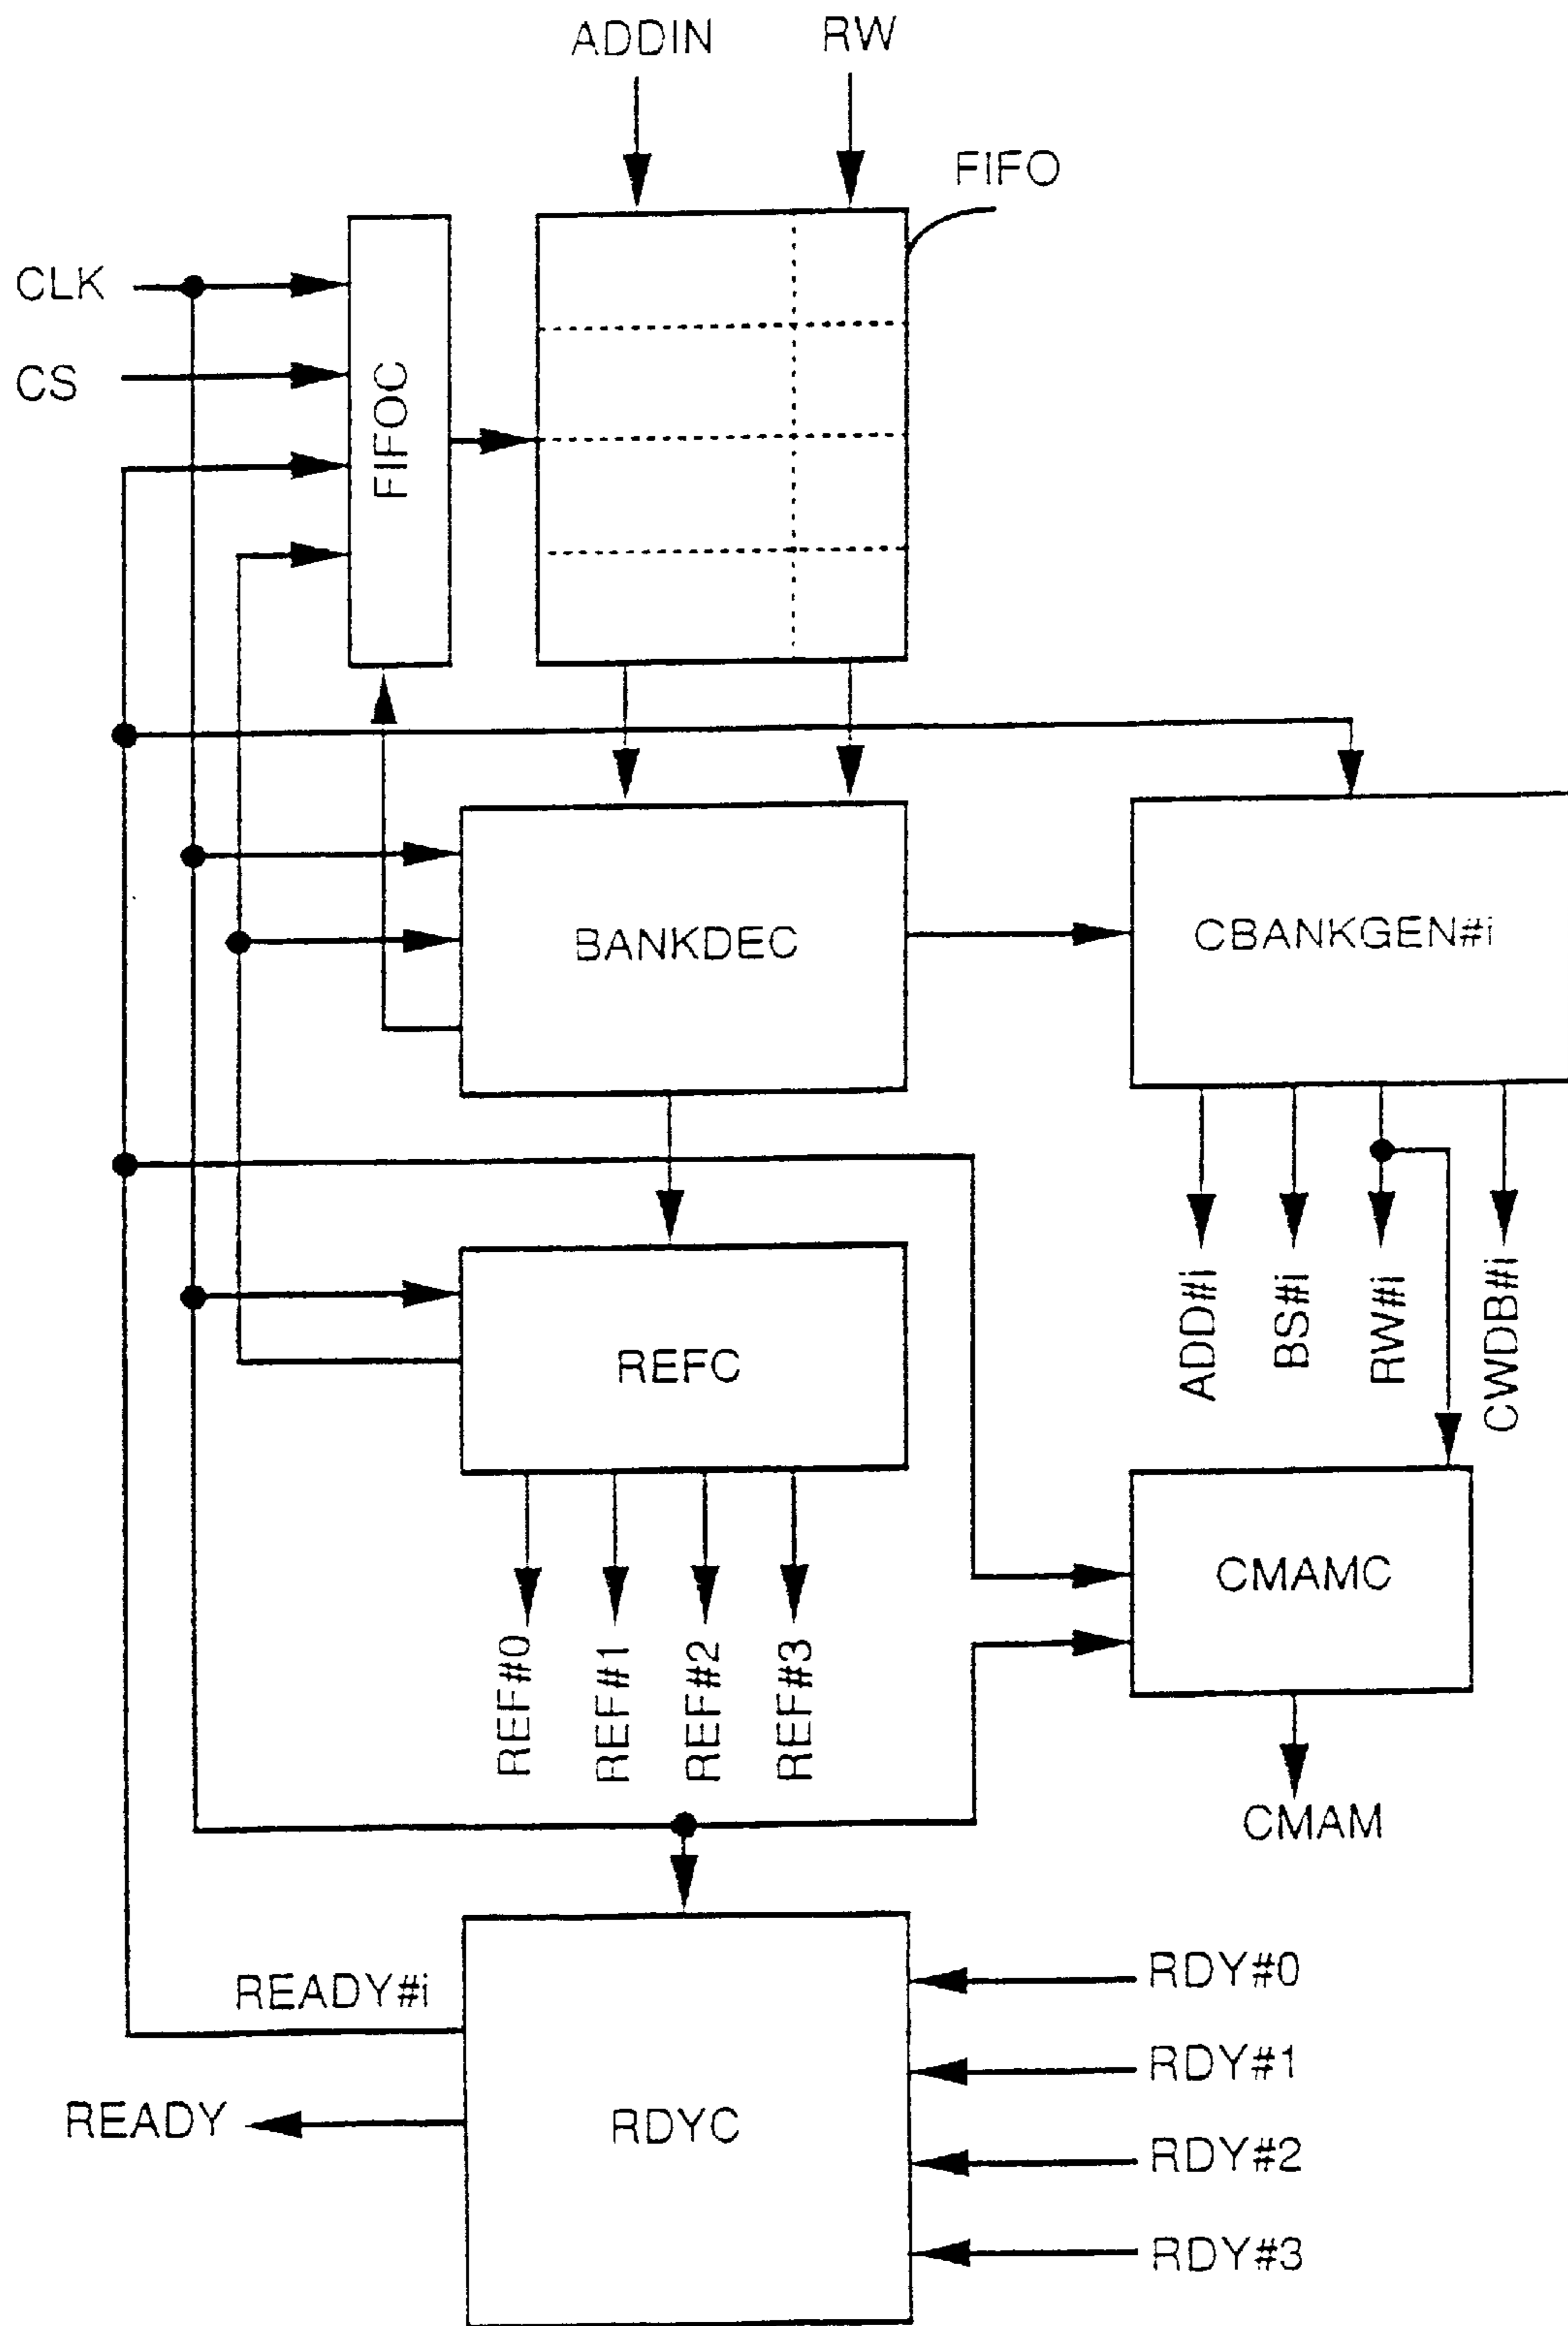 ADDIN
RW
FIFO
CLK
CS
FIFOC
BANKDEC
CBANKGEN#i
ADD#i
BS#i
RW#i
CWDB#i
REFC
REF#0
REF#1
REF#2
REF#3
CMAMC
CMAM
READY#i
READY
RDYC
RDY#0
RDY#1
RDY#2
RDY#3